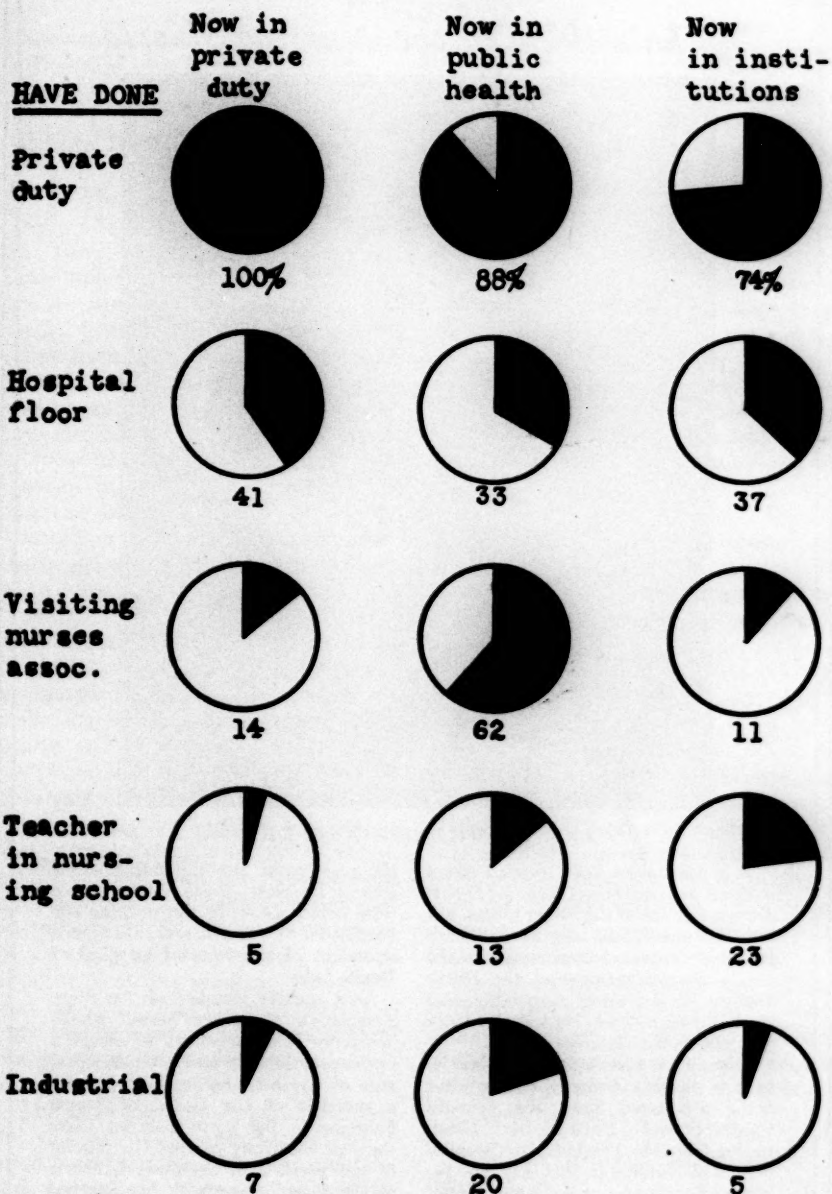 Now in
private
duty
Now in
public
health
Now
in insti-
tutions
HAVE DONE
Private
duty
100%
88%
74%
Hospital
floor
41
33
37
Visiting
nurses
assoc.
14
62
11
Teacher
in nurs-
ing school
5
13
23
Industrial
7
20
5